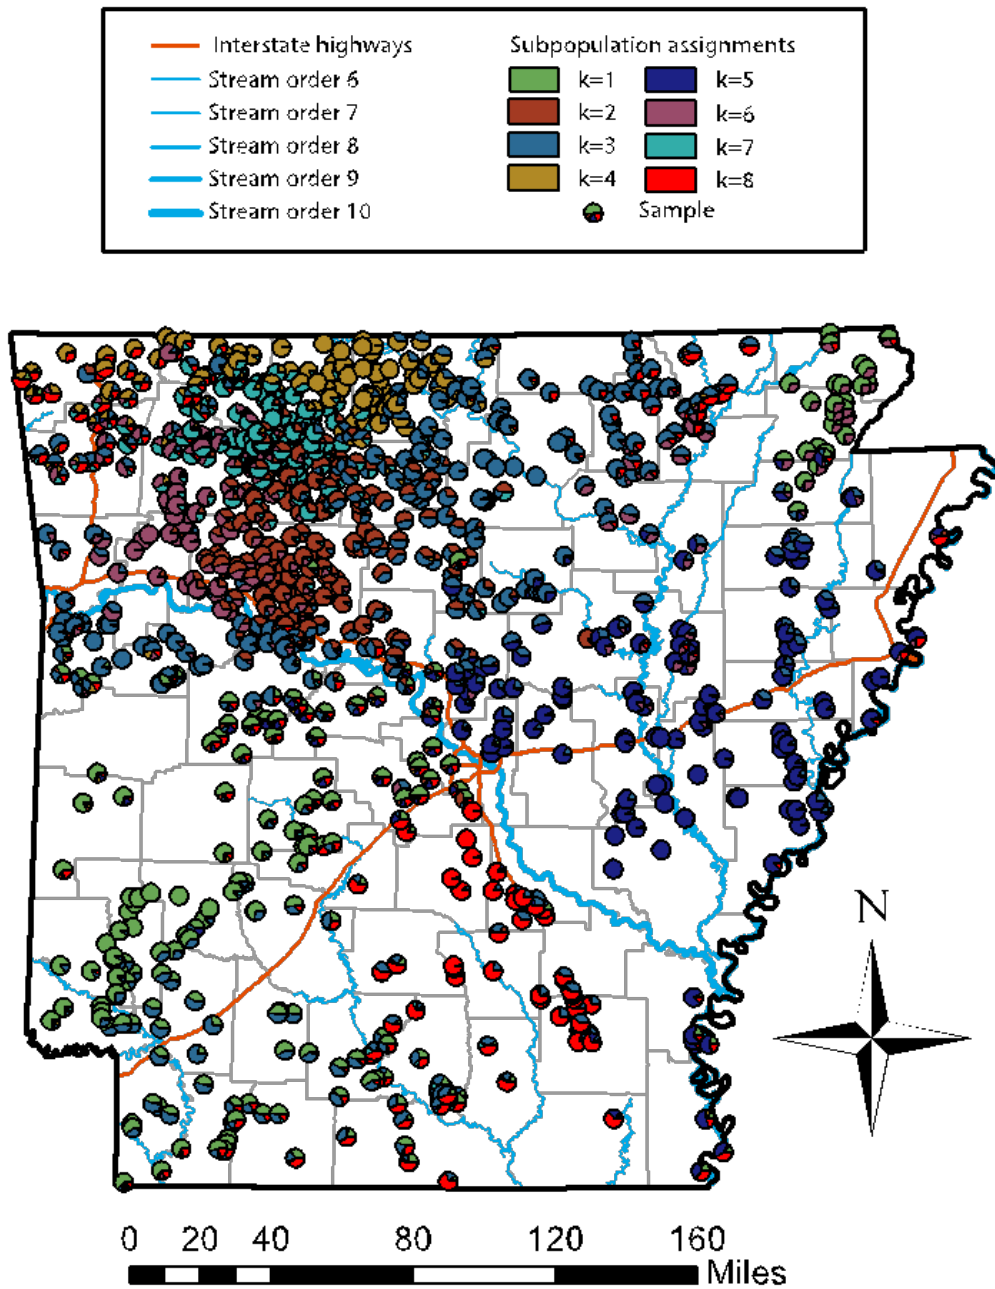 Interstate highways
Stream order 6
Stream order 7
Stream order 8
Stream order 9
Stream order 10
Subpopulation assignments
k=1 k=5
k=2 k=6
k=3 k=7
k=4 k=8
Sample
N
0 20 40 80 120 160
Miles